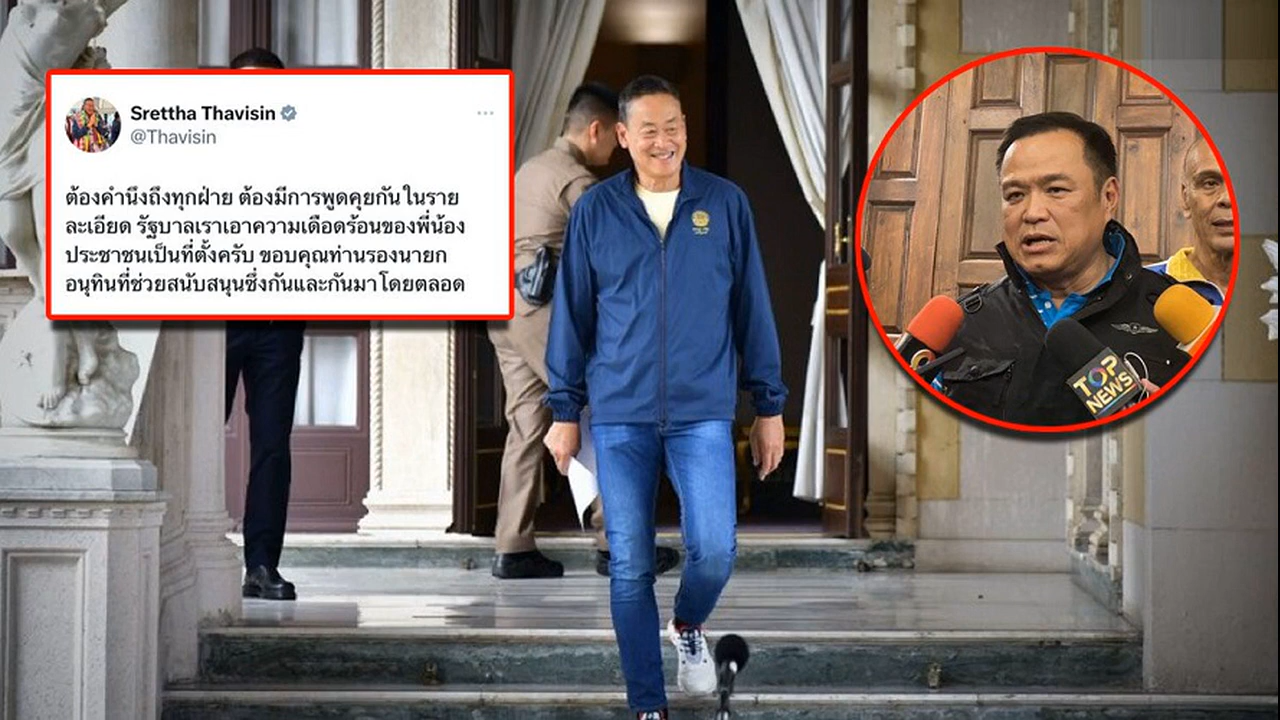 Srettha Thavisin
@Thavisin
ต้องคำนึงถึงทุกฝ่าย ต้องมีการพูดคุยกันในราย
ละเอียด รัฐบาลเราเอาความเดือดร้อนของพี่น้อง
ประชาชนเป็นที่ตั้งครับ ขอบคุณท่านรองนายก
อนุทินที่ช่วยสนับสนุนซึ่งกันและกันมาโดยตลอด
TOP
NEWS